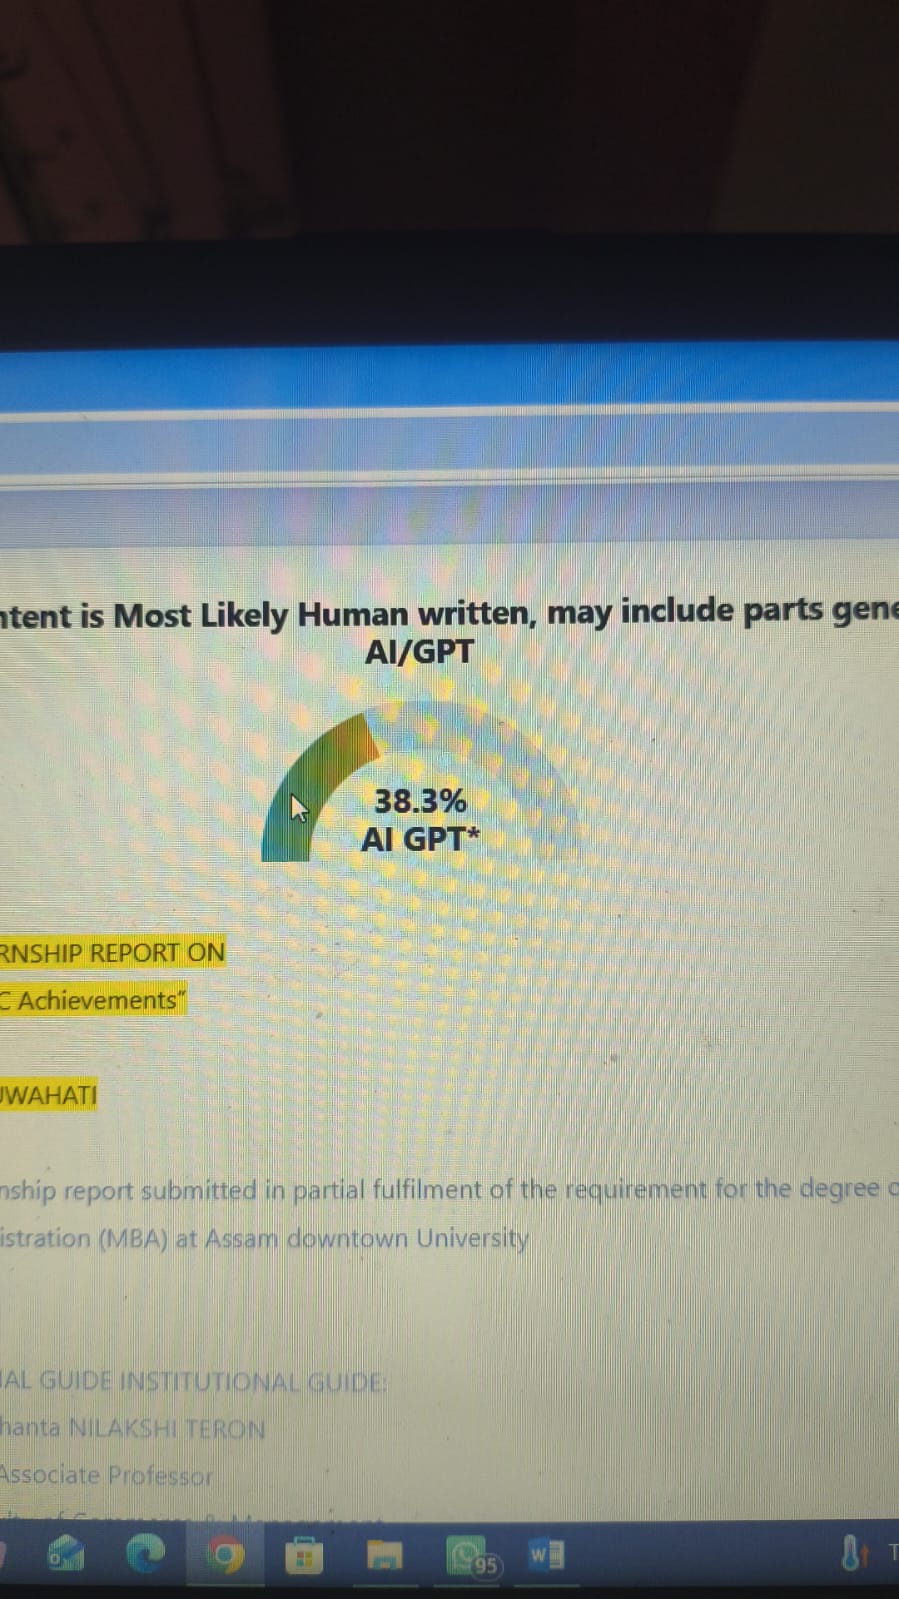 ntent is Most Likely Human written, may include parts gene
AI/GPT
38.3%
AI GPT*
RNSHIP REPORT ON
C Achievements"
UWAHATI
nship report submitted in partial fulfilment of the requirement for the degree o
istration (MBA) at Assam downtown University
IAL GUIDE INSTITUTIONAL GUIDE:
hanta NILAKSHI TERON
Associate Professor
95